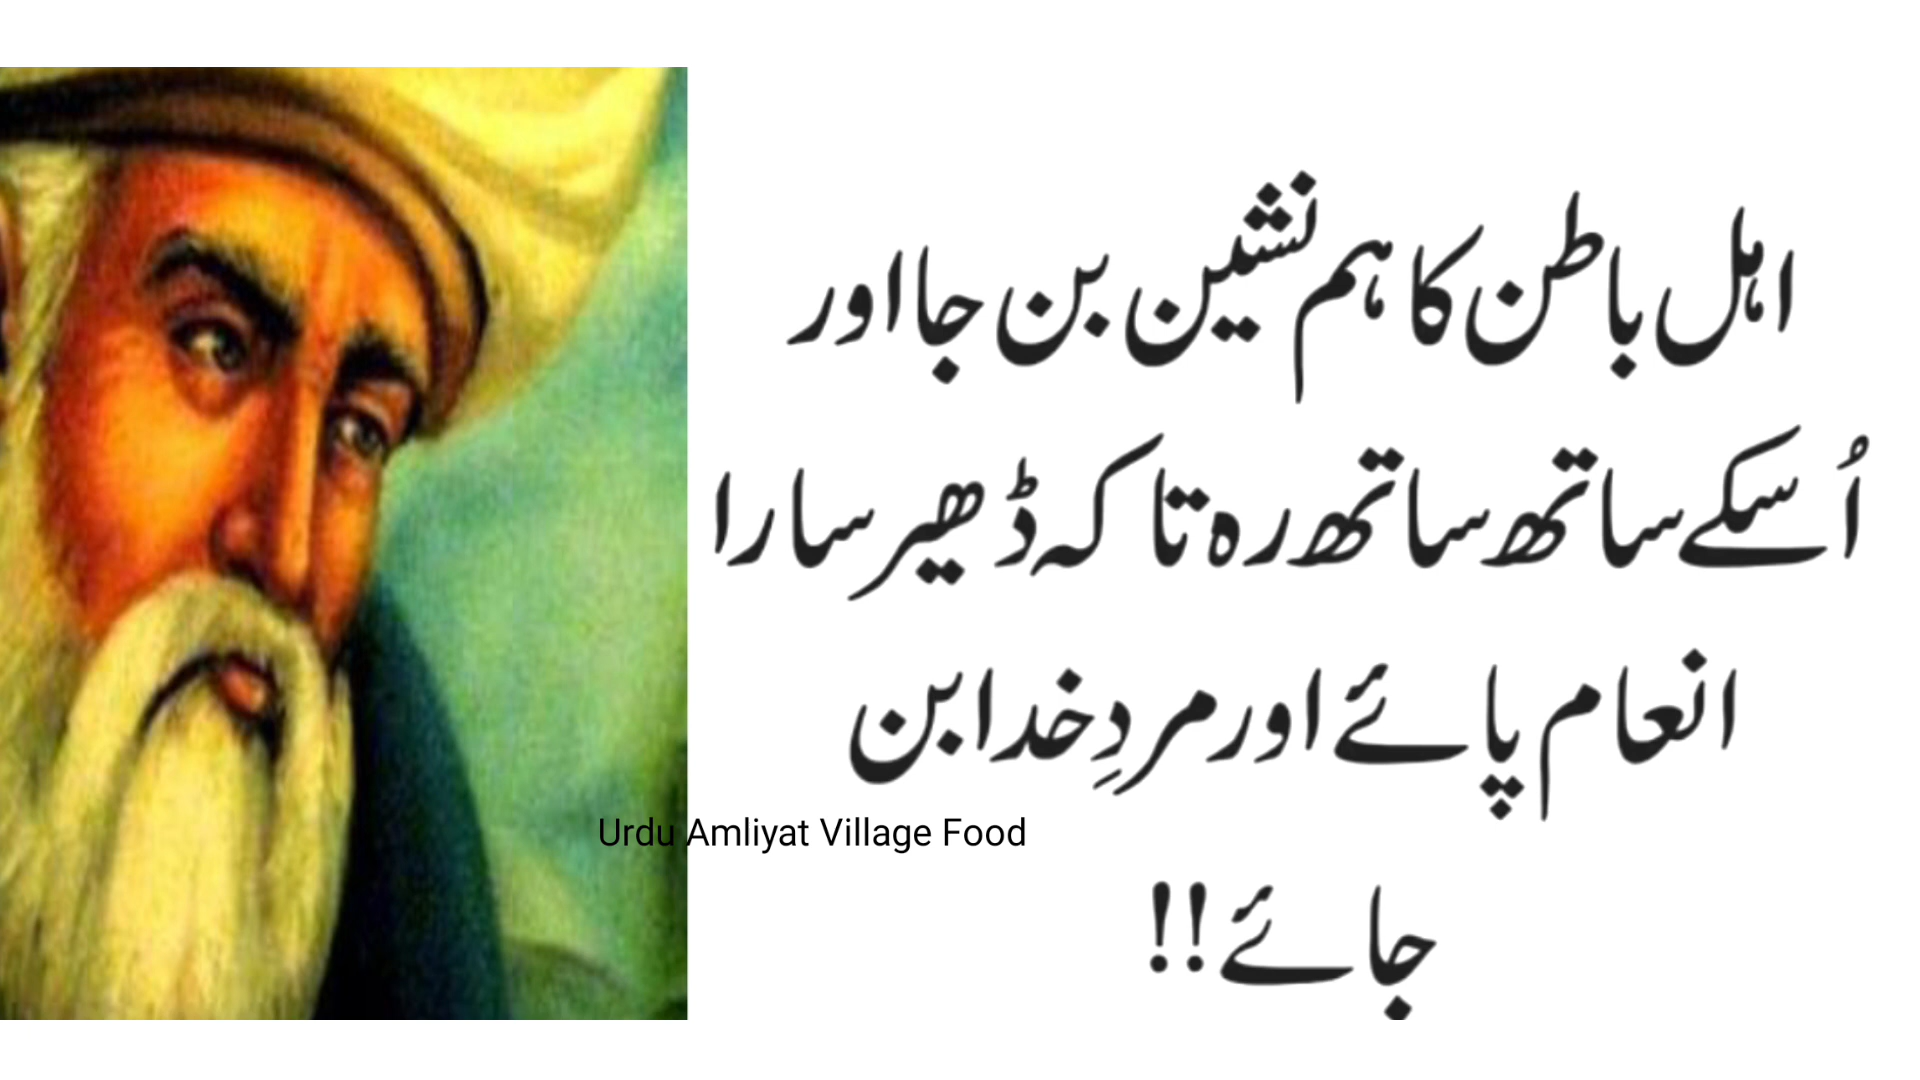 اہل باطن کا ہم نشین بن جا اور
اُسکے ساتھ ساتھ رہ تا کہ ڈھیر سارا
انعام پائے اور مردِ خدا بن
Urdu Amliyat Village Food
جائے!!